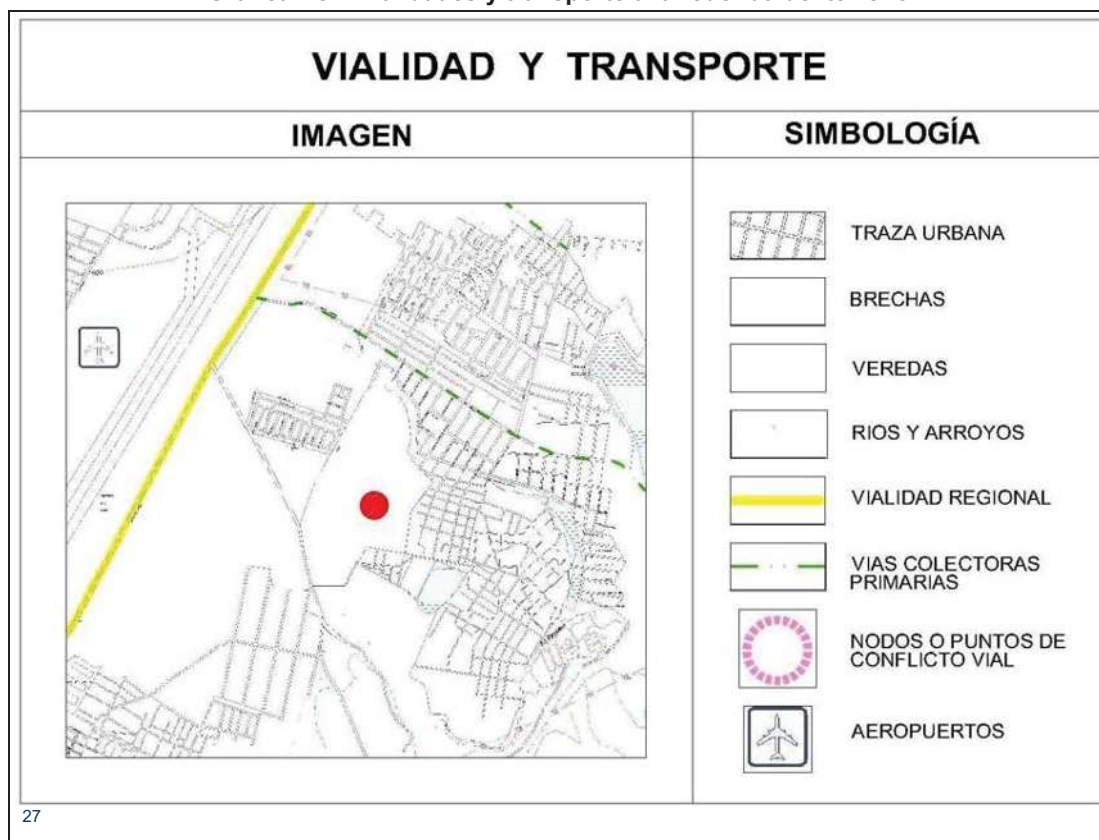 VIALIDAD Y TRANSPORTE
IMAGEN
SIMBOLOGÍA
TRAZA URBANA
BRECHAS
VEREDAS
RIOS Y ARROYOS
VIALIDAD REGIONAL
VIAS COLECTORAS
PRIMARIAS
NODOS O PUNTOS DE
CONFLICTO VIAL
AEROPUERTOS
27